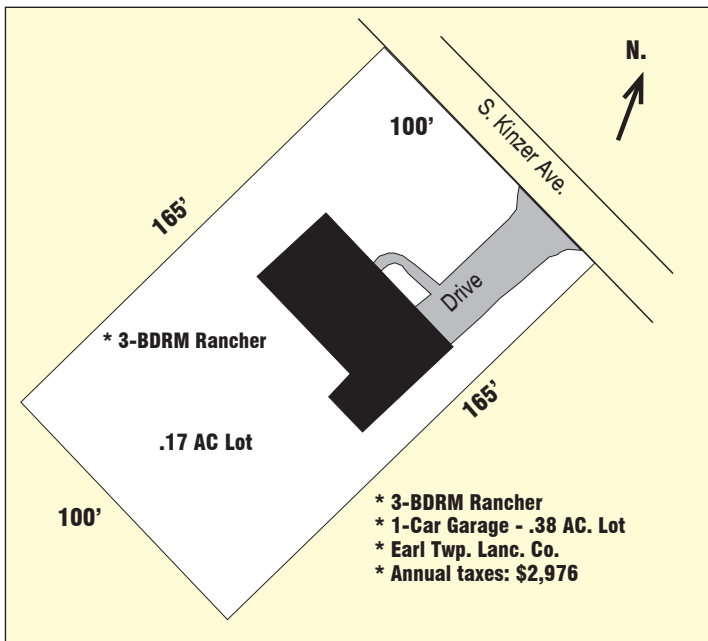 N.
100’
S. Kinzer Ave.
165’
Drive
* 3-BDRM Rancher
165’
.17 AC Lot
100’
* 3-BDRM Rancher
* 1-Car Garage - .38 AC. Lot
* Earl Twp. Lanc. Co.
* Annual taxes: $2,976